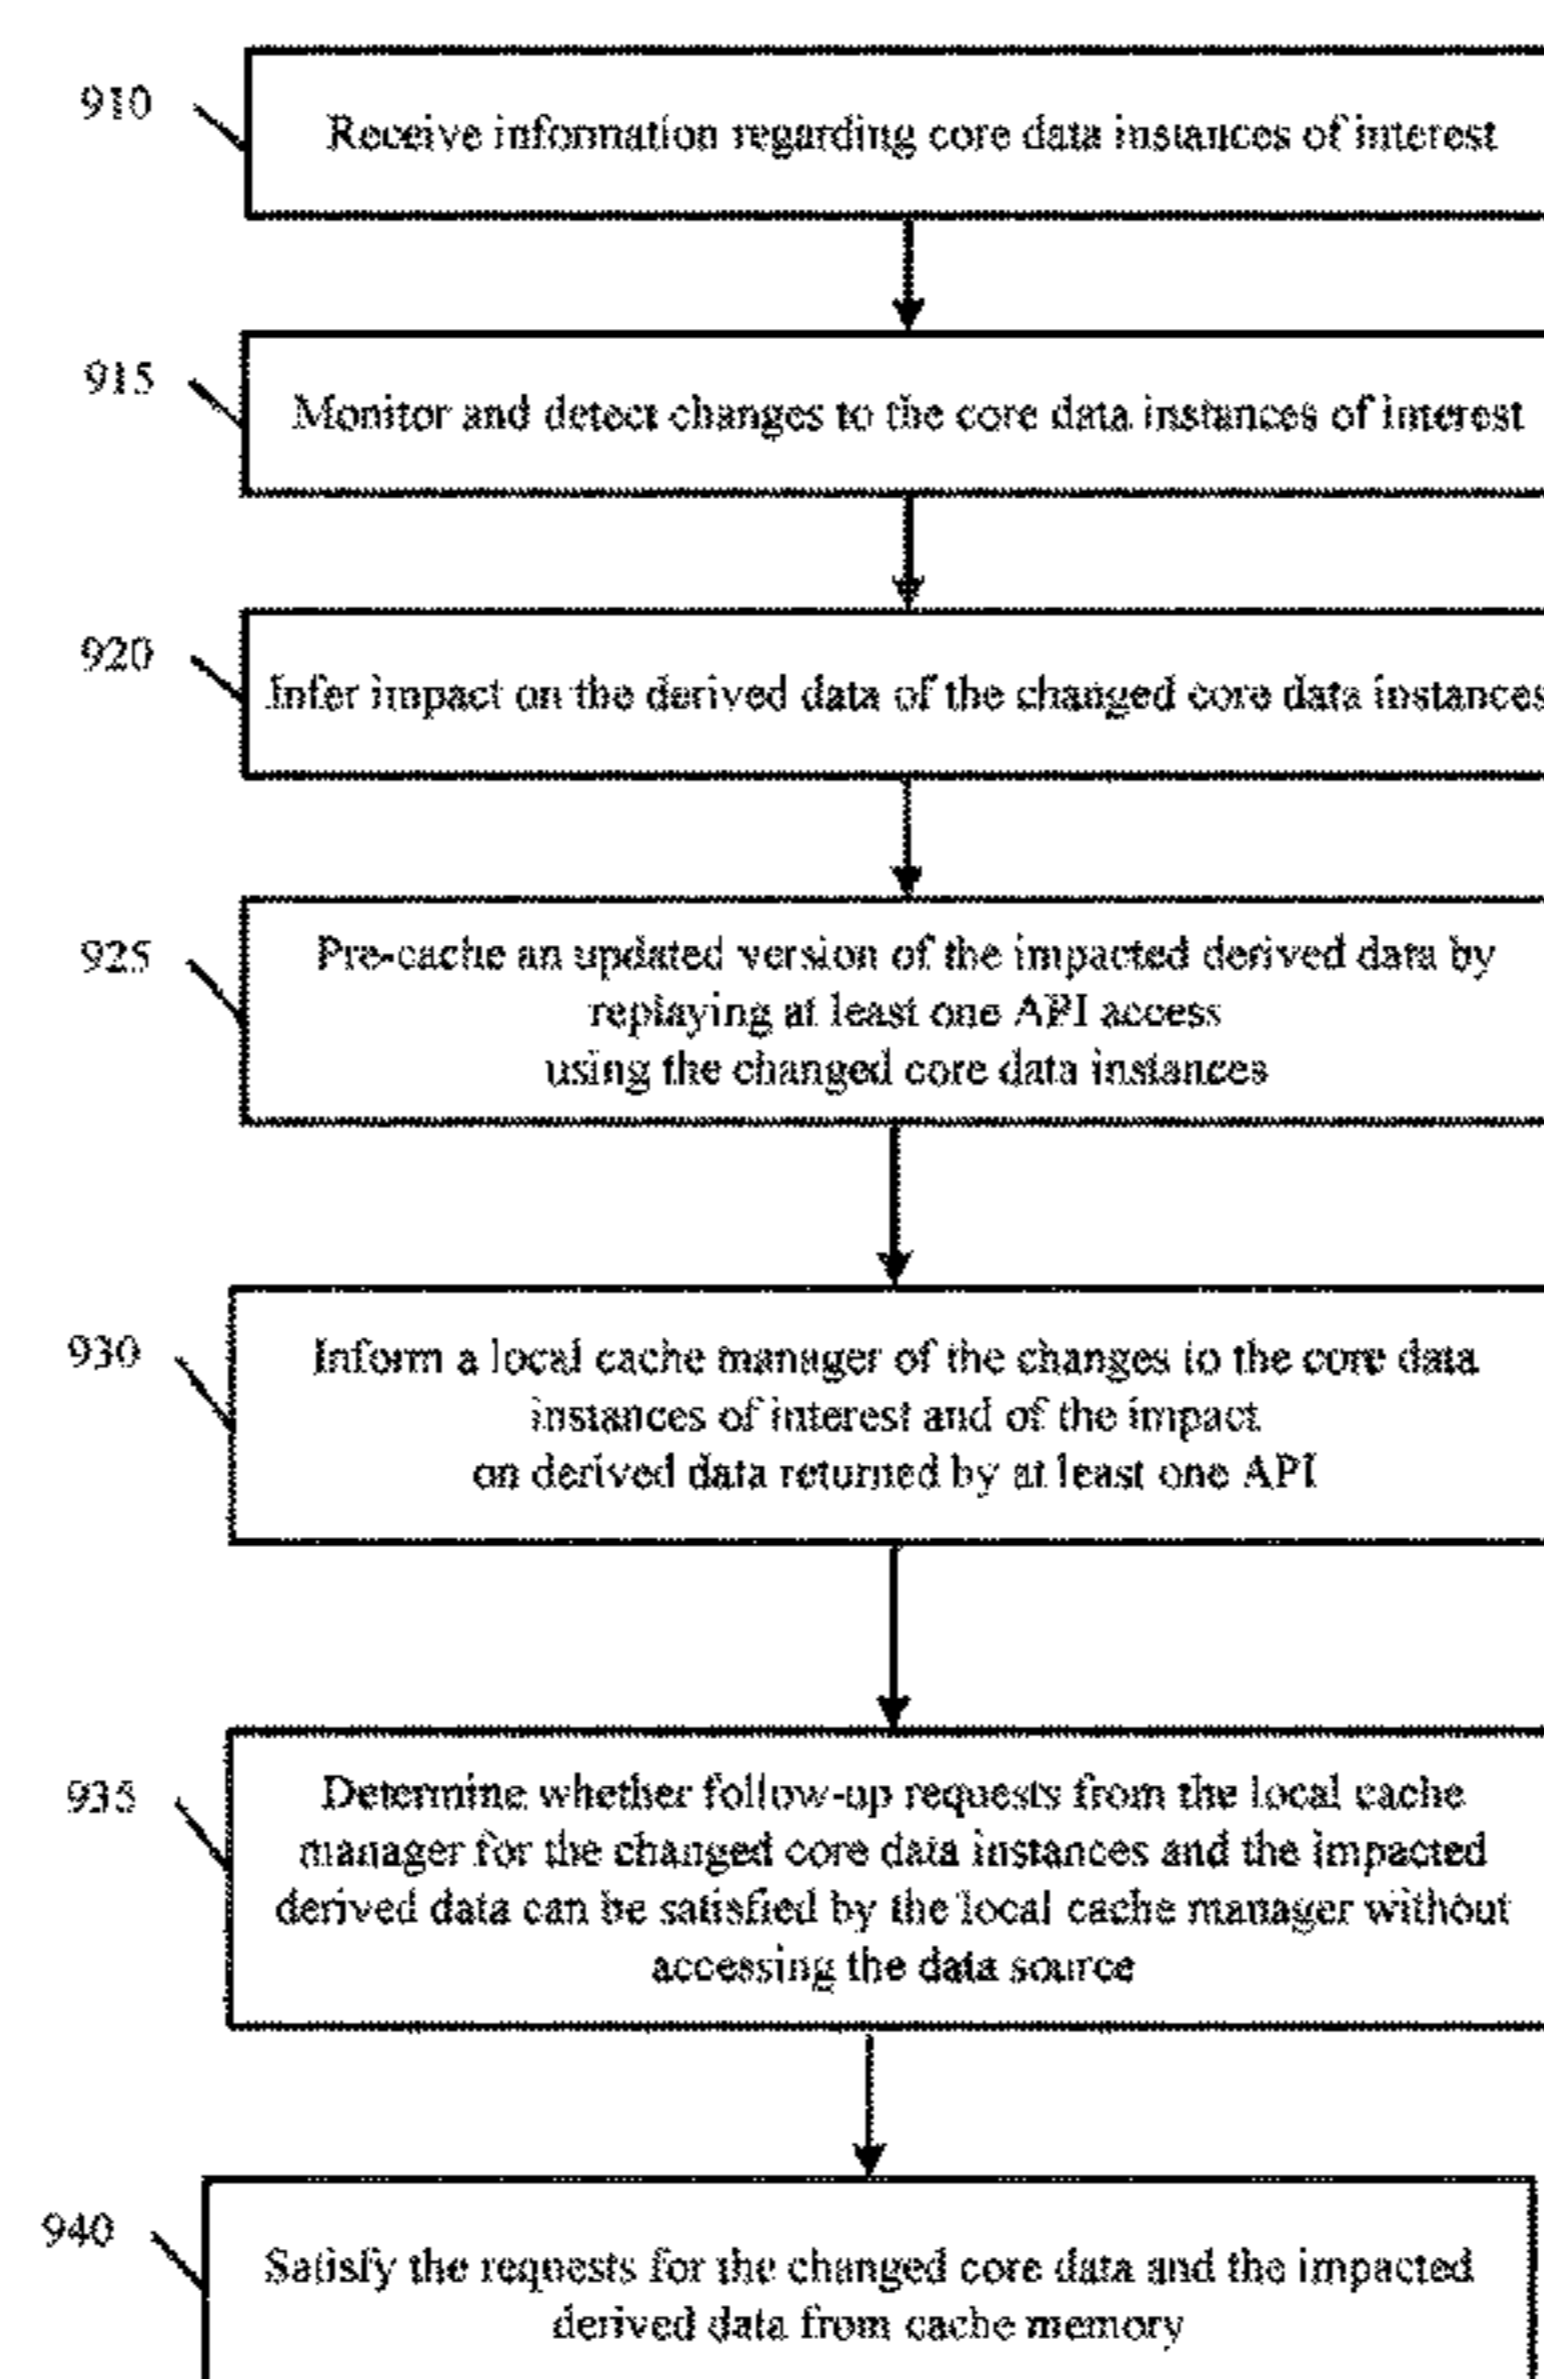 910
Receive information regarding core data instances of interest
915
Monitor and detect changes to the core data instances of interest
920
Infer impact on the derived data of the changed core data instances
925
Pre-cache an updated version of the impacted derived data by
replaying at least one API access
using the changed core data instances
930
Inform a local cache manager of the changes to the core data
instances of interest and of the impact
on derived data returned by at least one API
935
Determine whether follow-up requests from the local cache
manager for the changed core data instances and the impacted
derived data can be satisfied by the local cache manager without
accessing the data source
940
Satisfy the requests for the changed core data and the impacted
derived data from cache memory